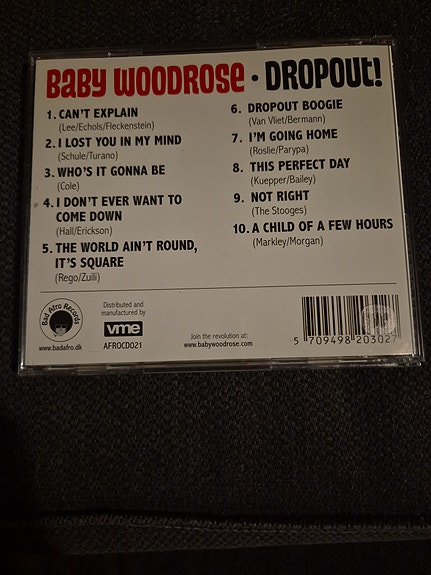 BABY WOODROSE · DROPOUT!
1. CAN'T EXPLAIN
(Lee/Echols/Fleckenstein)
2. I LOST YOU IN MY MIND
(Schule/Turano)
3. WHO'S IT GONNA BE
(Cole)
4. I DON'T EVER WANT TO
COME DOWN
(Hall/Erickson)
5. THE WORLD AIN'T ROUND,
IT'S SQUARE
(Rego/Zuili)
6. DROPOUT BOOGIE
(Van Vliet/Bermann)
7. I'M GOING HOME
(Roslie/Parypa)
8. THIS PERFECT DAY
(Kuepper/Bailey)
9. NOT RIGHT
(The Stooges)
10. A CHILD OF A FEW HOURS
(Markley/Morgan)
Bad Afro Records
www.badafro.dk
Distributed and
manufactured by
vme
AFROCD021
Join the revolution at:
www.babywoodrose.com
5 709498 203027